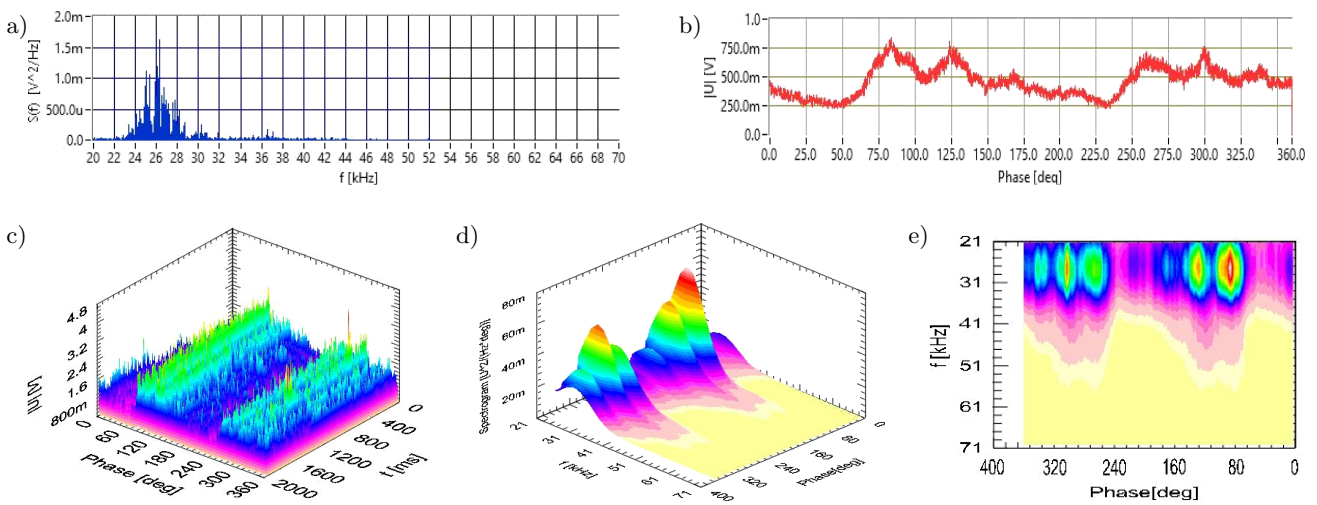 a)
S(f) [V^2/Hz]
2.0m
1.5m
1.0m
500.0u
0.0
20 22 24 26 28 30 32 34 36 38 40 42 44 46 48 50 52 54 56 58 60 62 64 66 68 70
f [kHz]
b)
|U| [V]
1.0
750.0m
500.0m
250.0m
0.0
0.0 25.0 50.0 75.0 100.0 125.0 150.0 175.0 200.0 225.0 250.0 275.0 300.0 325.0 360.0
Phase [deg]
c)
|U|[V]
4.8
4
3.2
2.4
1.6
800m
0 60 120 180 240 300 360
Phase [deg]
0 400 800 1200 1600 2000
t [ms]
d)
Spectrogram [U^2/(Hz*deg)]
80m
60m
40m
20m
21 31 41 51 61 71
f [kHz]
0 80 160 240 320 400
Phase[deg]
e)
f [kHz]
21
31
41
51
61
71
400 320 240 160 80 0
Phase[deg]